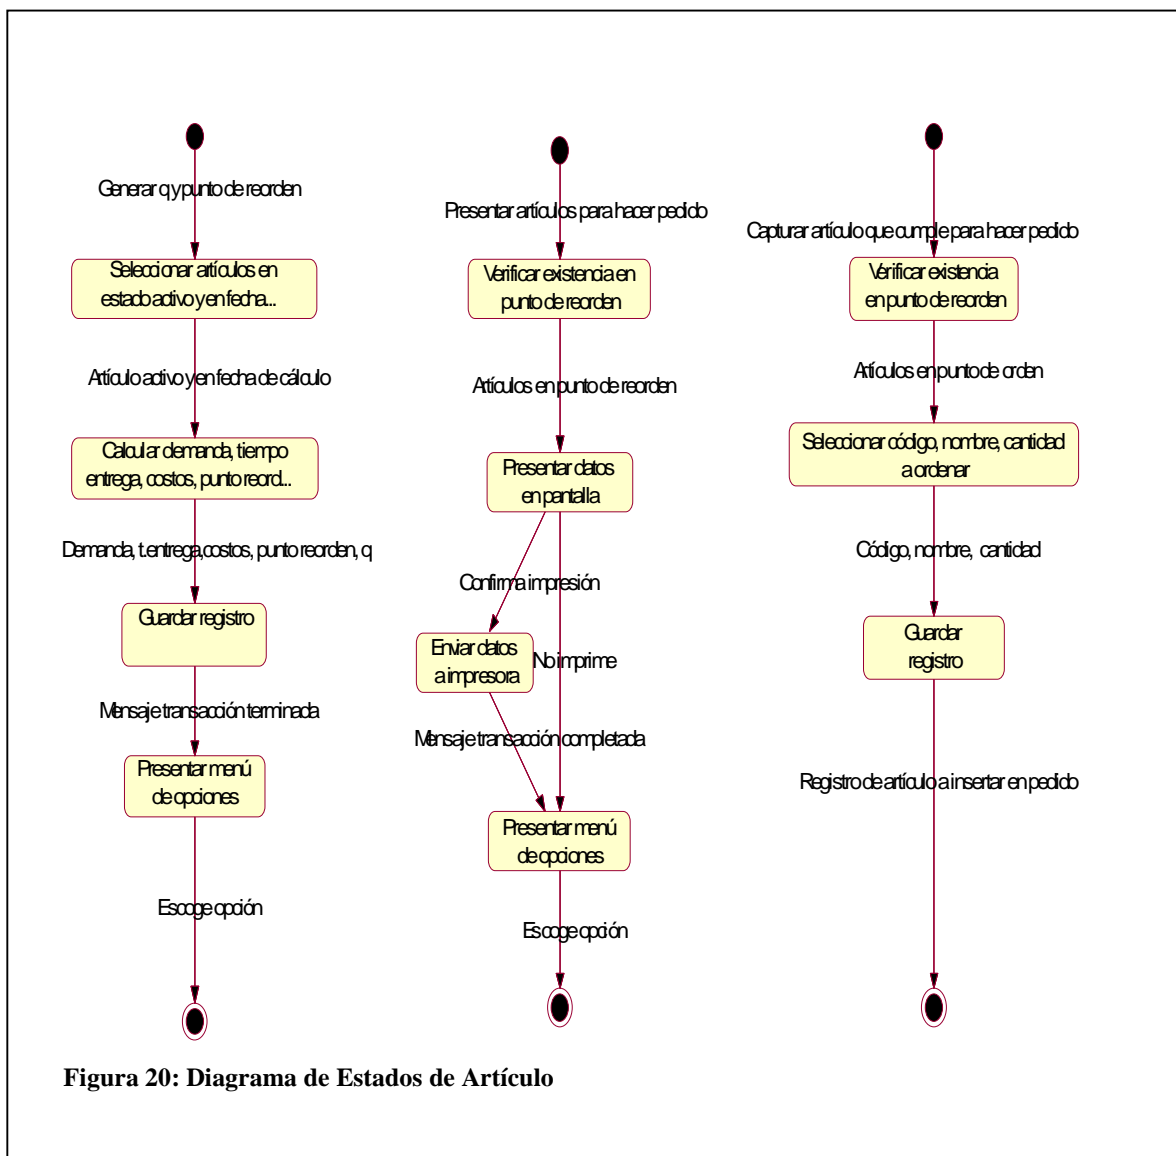 Generar q y punto de reorden
Seleccionar artículos en
estado activo y en fecha...
Artículo activo y en fecha de cálculo
Calcular demanda, tiempo
entrega, costos, punto reord...
Demanda, t.entrega,costos, punto reorden, q
Guardar registro
Mensaje transacción terminada
Presentar menú
de opciones
Escoge opción
Presentar artículos para hacer pedido
Verificar existencia en
punto de reorden
Artículos en punto de reorden
Presentar datos
en pantalla
Confirma impresión
Enviar datos
a impresora
No imprime
Mensaje transacción completada
Presentar menú
de opciones
Escoge opción
Capturar artículo que cumple para hacer pedido
Verificar existencia
en punto de reorden
Artículos en punto de orden
Seleccionar código, nombre, cantidad
a ordenar
Código, nombre, cantidad
Guardar
registro
Registro de artículo a insertar en pedido
Figura 20: Diagrama de Estados de Artículo